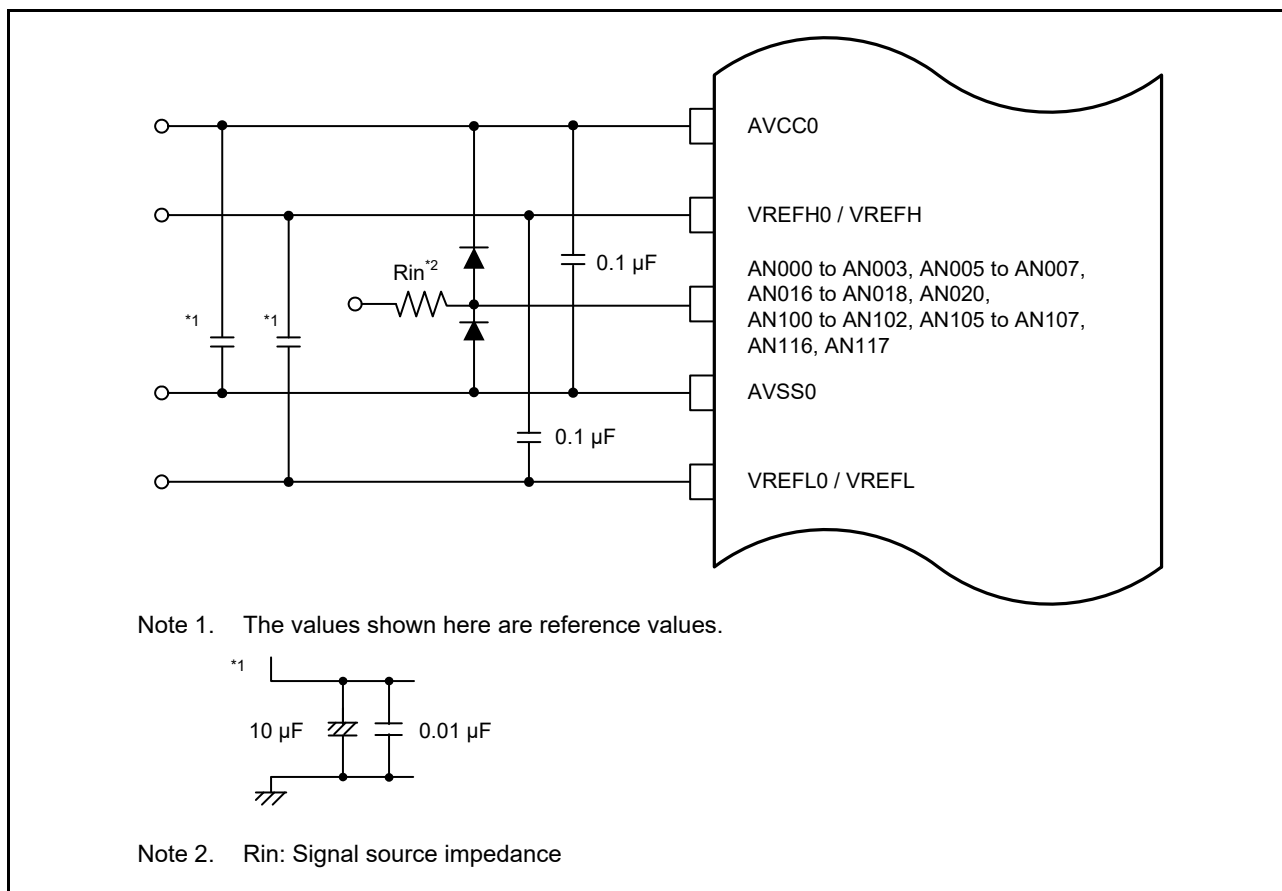 AVCC0
VREFH0 / VREFH
Rin*2
0.1 µF
AN000 to AN003, AN005 to AN007,
AN016 to AN018, AN020,
AN100 to AN102, AN105 to AN107,
AN116, AN117
*1
*1
AVSS0
0.1 µF
VREFL0 / VREFL
Note 1. The values shown here are reference values.
*1
10 µF
0.01 µF
Note 2. Rin: Signal source impedance